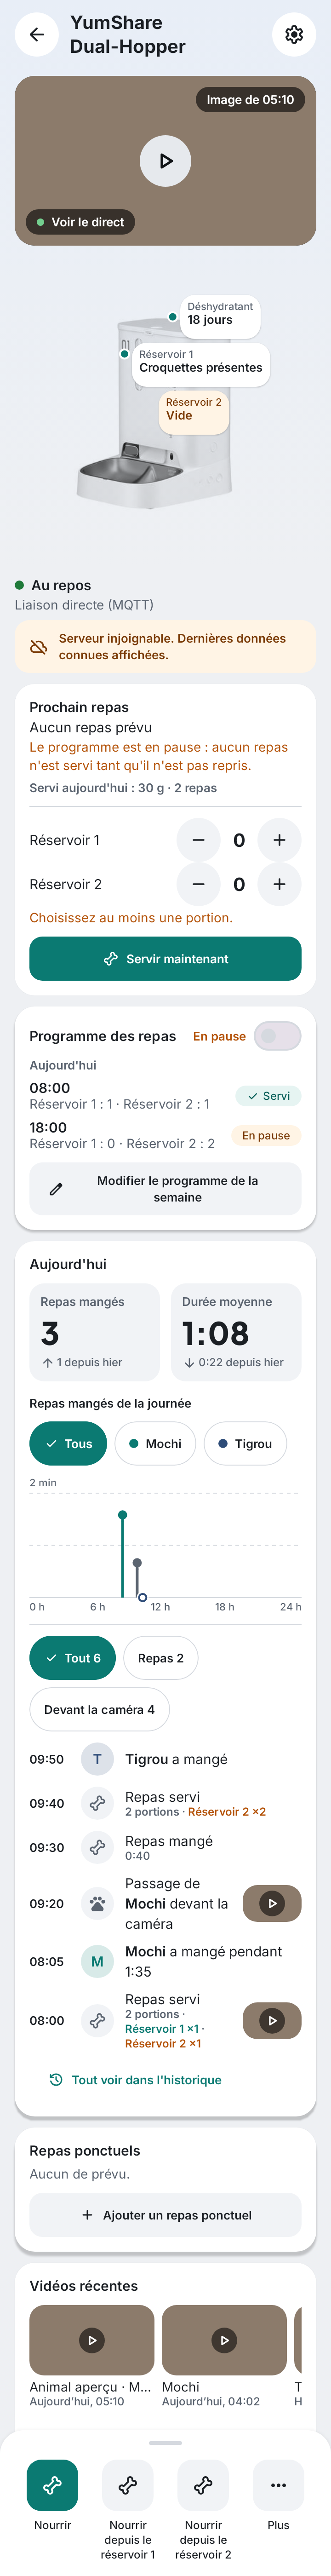 YumShare
Dual-Hopper
Image de 05:10
Voir le direct
Déshydratant
18 jours
Réservoir 1
Croquettes présentes
Réservoir 2
Vide
Au repos
Liaison directe (MQTT)
Serveur injoignable. Dernières données
connues affichées.
Prochain repas
Aucun repas prévu
Le programme est en pause : aucun repas
n'est servi tant qu'il n'est pas repris.
Servi aujourd'hui : 30 g · 2 repas
Réservoir 1
0
Réservoir 2
0
Choisissez au moins une portion.
Servir maintenant
Programme des repas
En pause
Aujourd'hui
08:00
Réservoir 1 : 1 · Réservoir 2 : 1
Servi
18:00
Réservoir 1 : 0 · Réservoir 2 : 2
En pause
Modifier le programme de la
semaine
Aujourd'hui
Repas mangés
3
1 depuis hier
Durée moyenne
1:08
0:22 depuis hier
Repas mangés de la journée
Tous
Mochi
Tigrou
2 min
0 h 6 h 12 h 18 h 24 h
Tout 6
Repas 2
Devant la caméra 4
09:50
T
Tigrou a mangé
09:40
Repas servi
2 portions · Réservoir 2 ×2
09:30
Repas mangé
0:40
09:20
Passage de
Mochi devant la
caméra
08:05
M
Mochi a mangé pendant
1:35
08:00
Repas servi
2 portions ·
Réservoir 1 ×1 ·
Réservoir 2 ×1
Tout voir dans l'historique
Repas ponctuels
Aucun de prévu.
Ajouter un repas ponctuel
Vidéos récentes
Animal aperçu · M...
Aujourd'hui, 05:10
Mochi
Aujourd'hui, 04:02
T
H
Nourrir
Nourrir
depuis le
réservoir 1
Nourrir
depuis le
réservoir 2
Plus